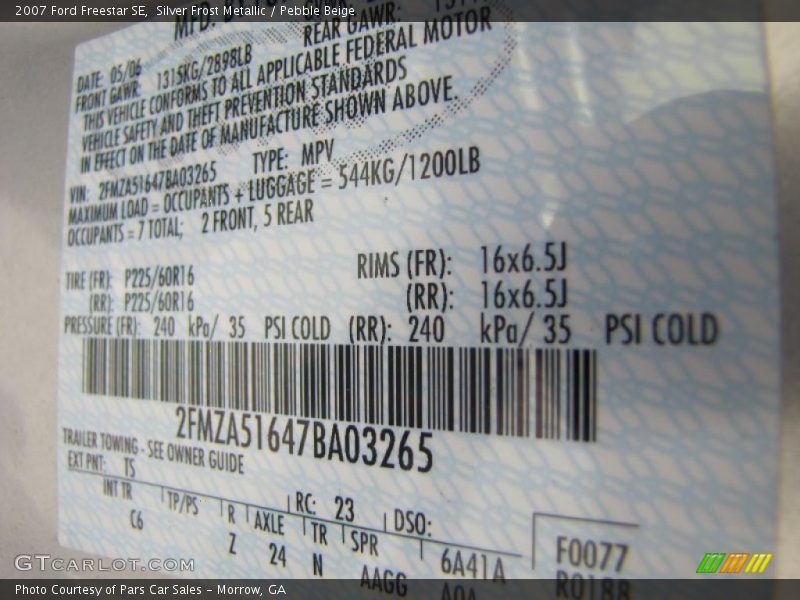 2007 Ford Freestar SE, Silver Frost Metallic / Pebble Beige
REAR GAWR:
DATE: 05/06
FRONT GAWR: 1315KG/2898LB
THIS VEHICLE CONFORMS TO ALL APPLICABLE FEDERAL MOTOR
VEHICLE SAFETY AND THEFT PREVENTION STANDARDS
IN EFFECT ON THE DATE OF MANUFACTURE SHOWN ABOVE
VIN: 2FMZA51647BA03265 TYPE: MPV
MAXIMUM LOAD = OCCUPANTS + LUGGAGE = 544KG/1200LB
OCCUPANTS = 7 TOTAL; 2 FRONT, 5 REAR
TIRE (FR): P225/60R16 RIMS (FR): 16x6.5J
(RR): P225/60R16 (RR): 16x6.5J
PRESSURE (FR): 240 kPa/ 35 PSI COLD (RR): 240 kPa/ 35 PSI COLD
2FMZA51647BA03265
TRAILER TOWING - SEE OWNER GUIDE
EXT PNT: TS RC: 23 DSO:
INT TR TP/PS R AXLE TR SPR F0077
C6 Z 24 N AAGG 6A41A R0188
GTCARLOT.COM
Photo Courtesy of Pars Car Sales - Morrow, GA